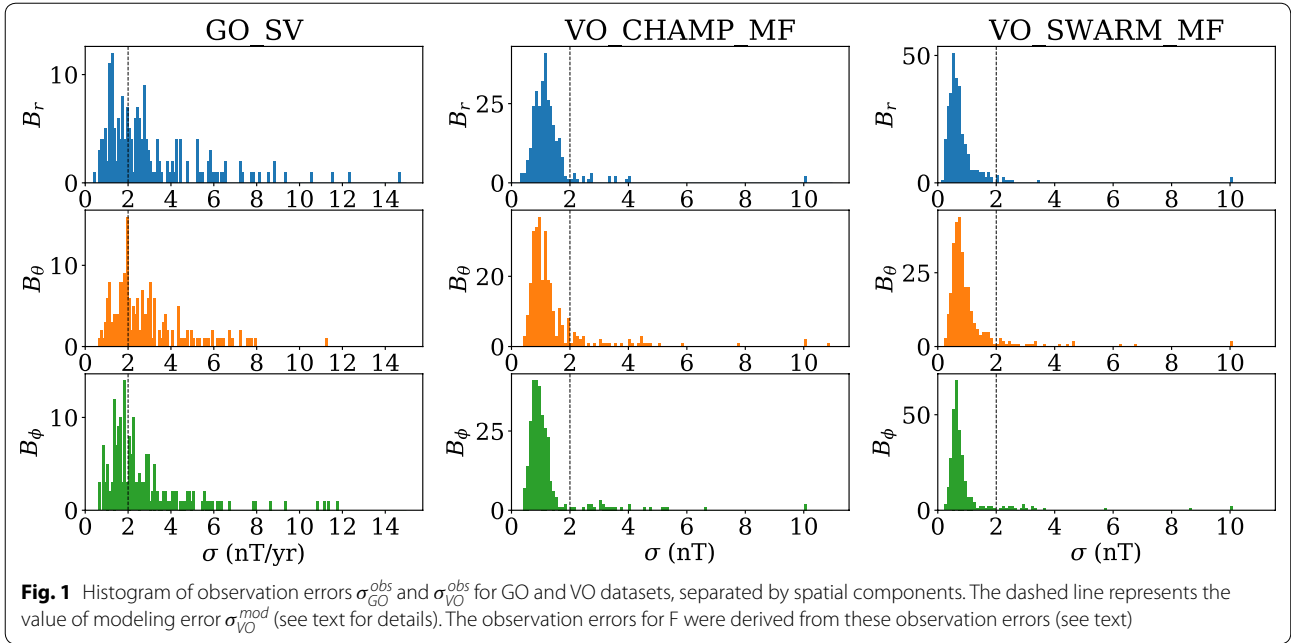 GO_SV VO_CHAMP_MF VO_SWARM_MF
10 25 50
B_r B_r B_r
0 0 0
0 2 4 6 8 10 12 14 0 2 4 6 8 10 0 2 4 6 8 10
10 20 25
B_θ B_θ B_θ
0 0 0
0 2 4 6 8 10 12 14 0 2 4 6 8 10 0 2 4 6 8 10
10 25 50
B_ϕ B_ϕ B_ϕ
0 0 0
0 2 4 6 8 10 12 14 0 2 4 6 8 10 0 2 4 6 8 10
σ (nT/yr) σ (nT) σ (nT)
Fig. 1 Histogram of observation errors σ_{GO}^{obs} and σ_{VO}^{obs} for GO and VO datasets, separated by spatial components. The dashed line represents the
value of modeling error σ_{VO}^{mod} (see text for details). The observation errors for F were derived from these observation errors (see text)